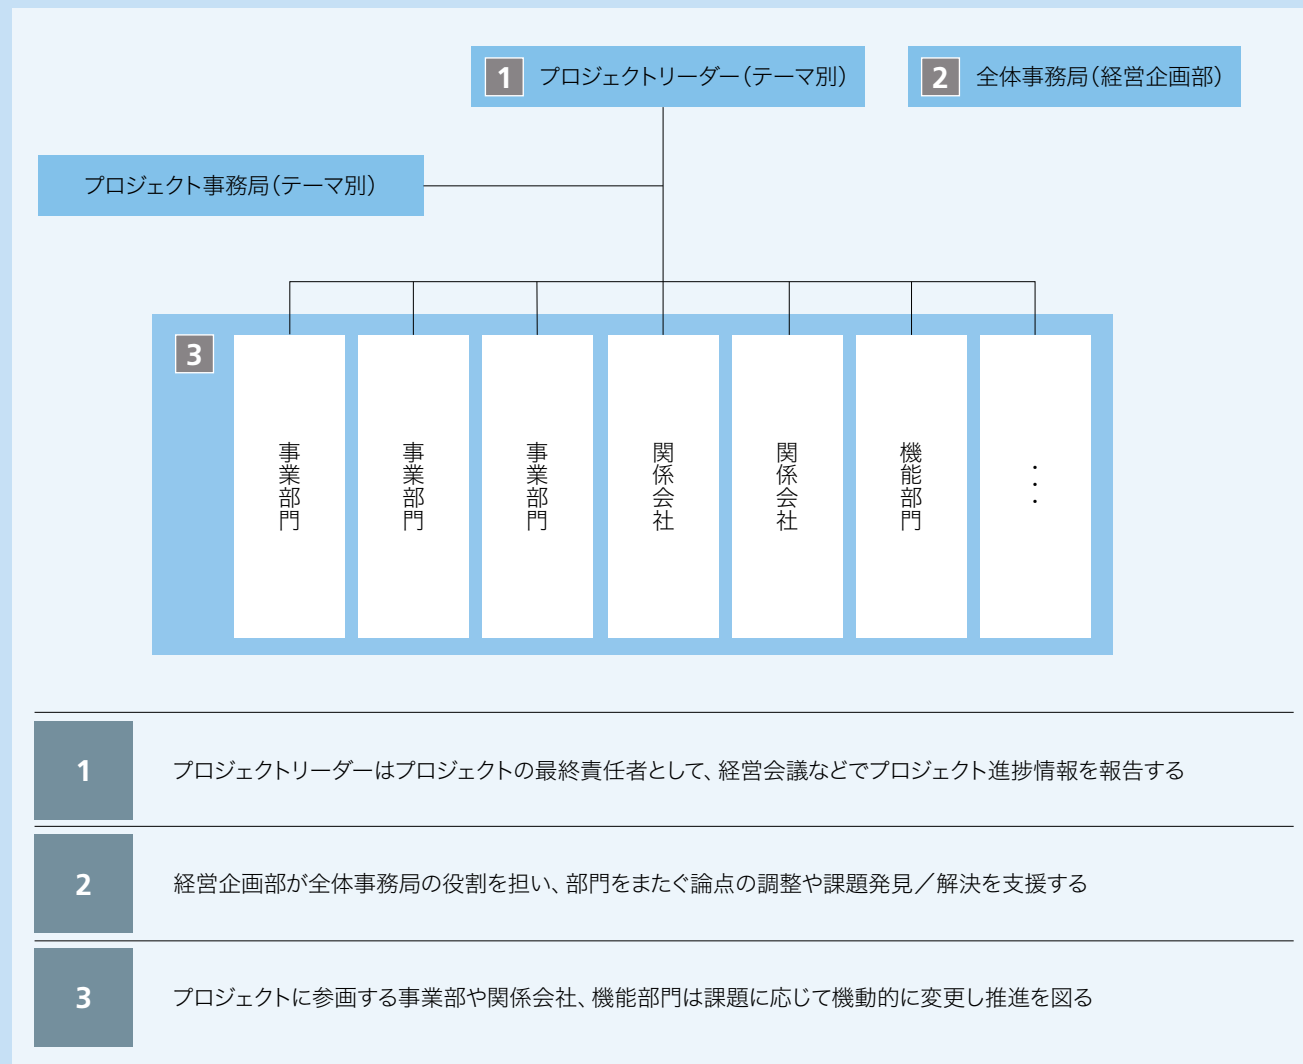 1 プロジェクトリーダー（テーマ別）
2 全体事務局（経営企画部）
プロジェクト事務局（テーマ別）
3
事業部門
事業部門
事業部門
関係会社
関係会社
機能部門
・・・
1 プロジェクトリーダーはプロジェクトの最終責任者として、経営会議などでプロジェクト進捗情報を報告する
2 経営企画部が全体事務局の役割を担い、部門をまたぐ論点の調整や課題発見／解決を支援する
3 プロジェクトに参画する事業部や関係会社、機能部門は課題に応じて機動的に変更し推進を図る